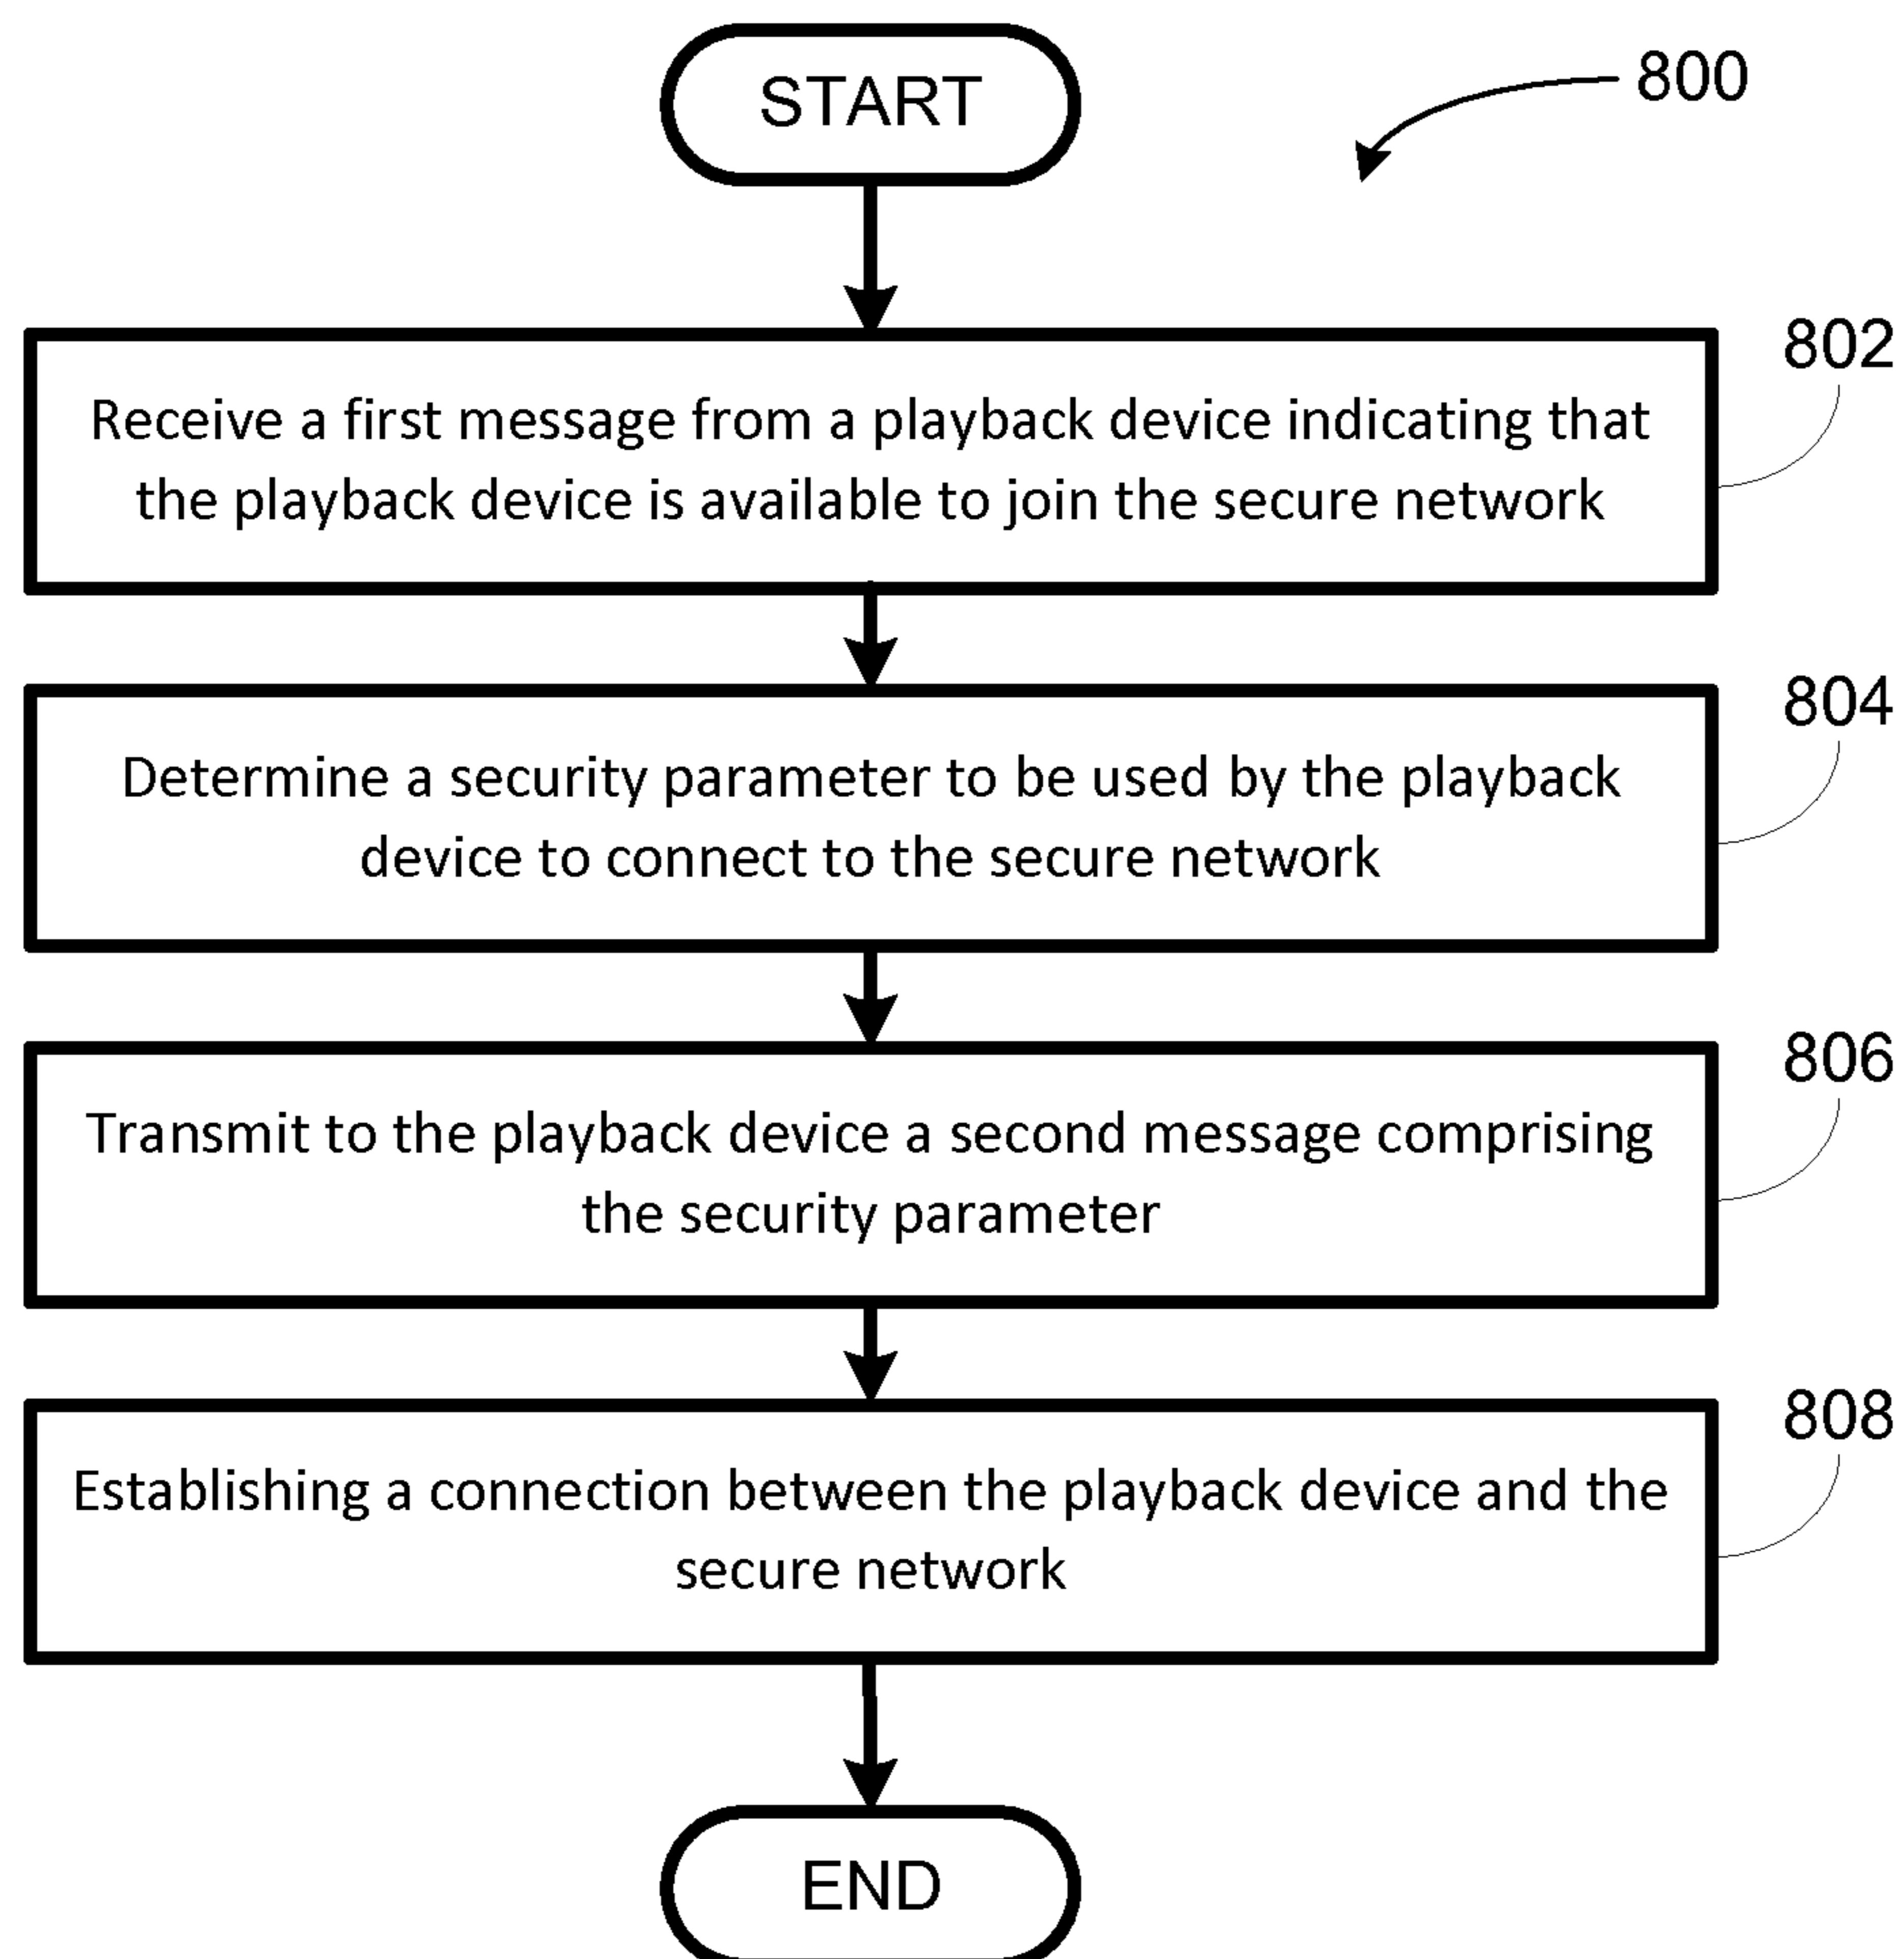 START
800
802
Receive a first message from a playback device indicating that
the playback device is available to join the secure network
804
Determine a security parameter to be used by the playback
device to connect to the secure network
806
Transmit to the playback device a second message comprising
the security parameter
808
Establishing a connection between the playback device and the
secure network
END